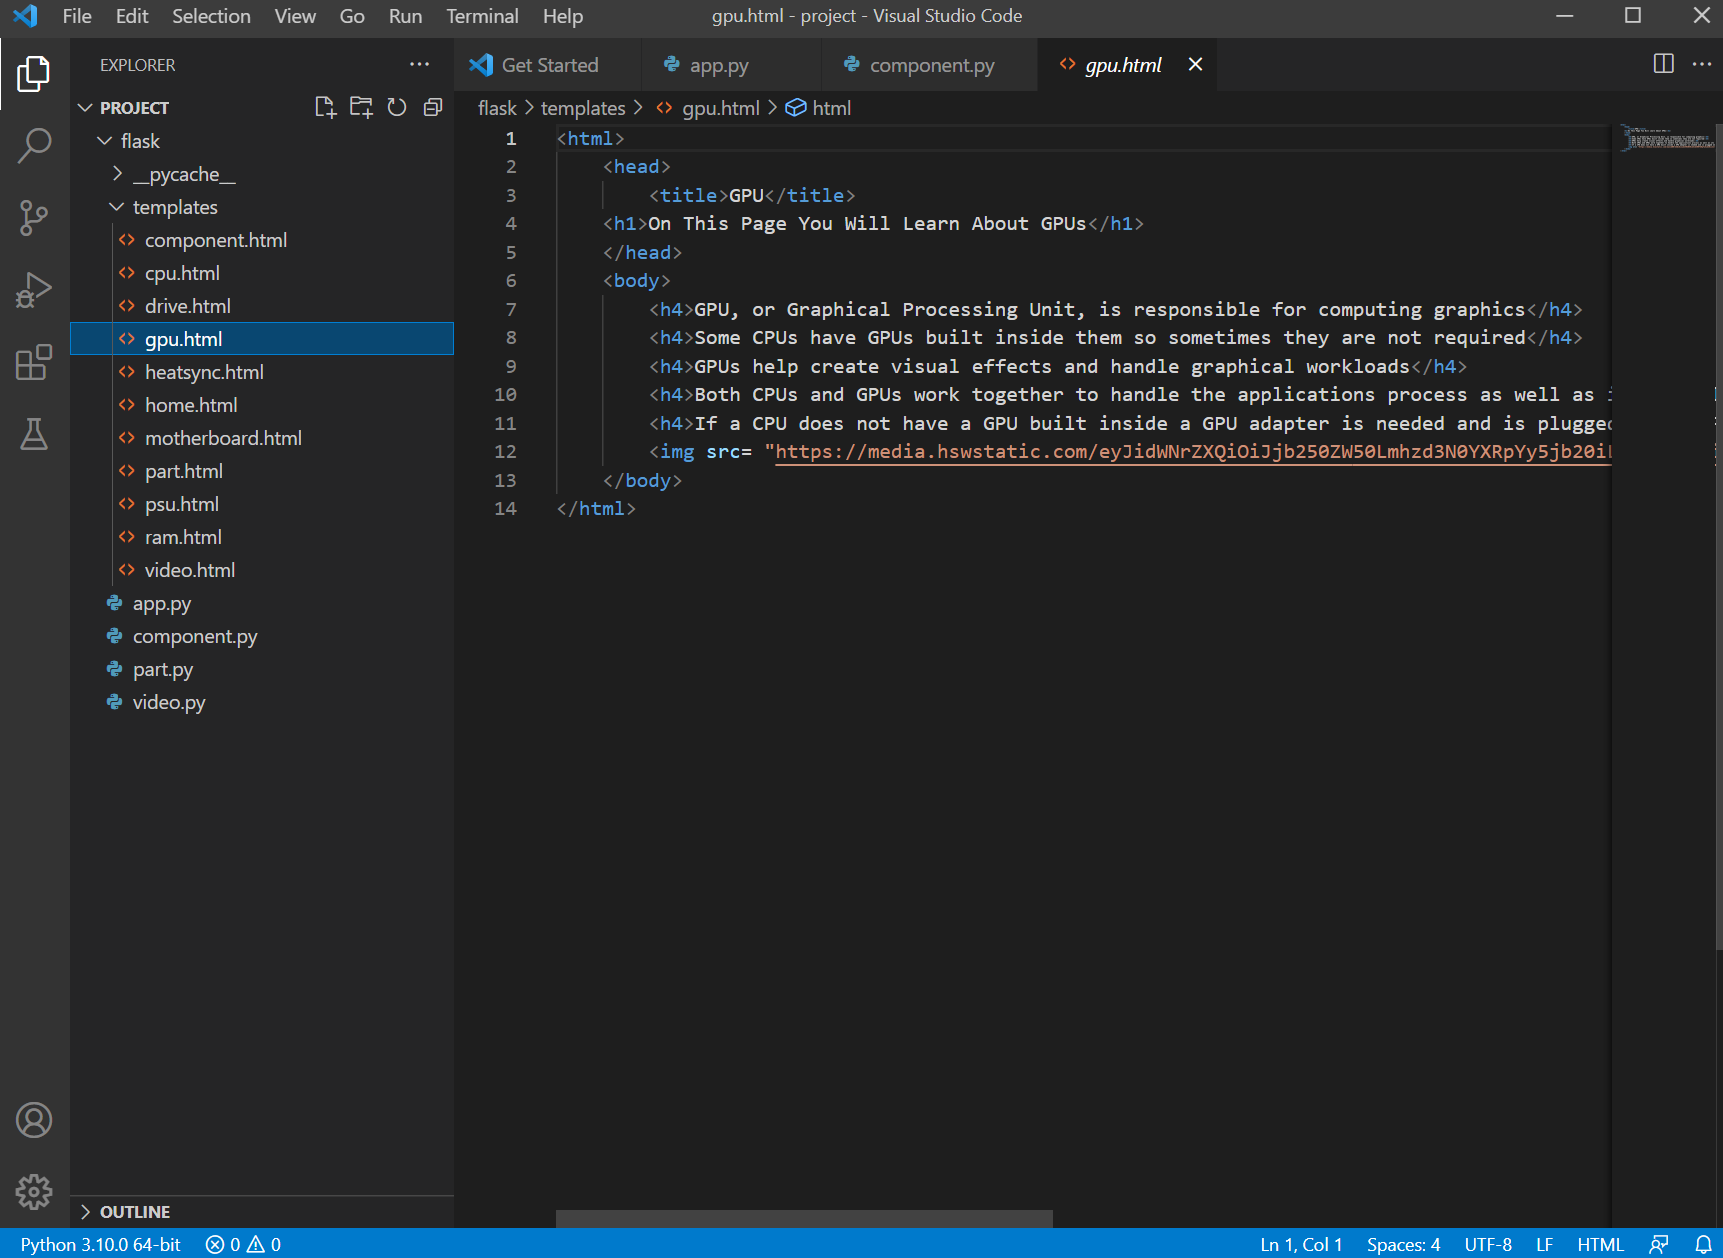 File Edit Selection View Go Run Terminal Help
gpu.html - project - Visual Studio Code
EXPLORER
PROJECT
flask
__pycache__
templates
component.html
cpu.html
drive.html
gpu.html
heatsync.html
home.html
motherboard.html
part.html
psu.html
ram.html
video.html
app.py
component.py
part.py
video.py
OUTLINE
Get Started app.py component.py gpu.html
flask > templates > gpu.html > html
1 <html>
2 <head>
3 <title>GPU</title>
4 <h1>On This Page You Will Learn About GPUs</h1>
5 </head>
6 <body>
7 <h4>GPU, or Graphical Processing Unit, is responsible for computing graphics</h4>
8 <h4>Some CPUs have GPUs built inside them so sometimes they are not required</h4>
9 <h4>GPUs help create visual effects and handle graphical workloads</h4>
10 <h4>Both CPUs and GPUs work together to handle the applications process as well as
11 <h4>If a CPU does not have a GPU built inside a GPU adapter is needed and is plugged
12 <img src= "https://media.hswstatic.com/eyJidWNrZXQiOiJjb250ZW50Lmhzd3N0YXRpYy5jb20i
13 </body>
14 </html>
Python 3.10.0 64-bit 0 0 Ln 1, Col 1 Spaces: 4 UTF-8 LF HTML